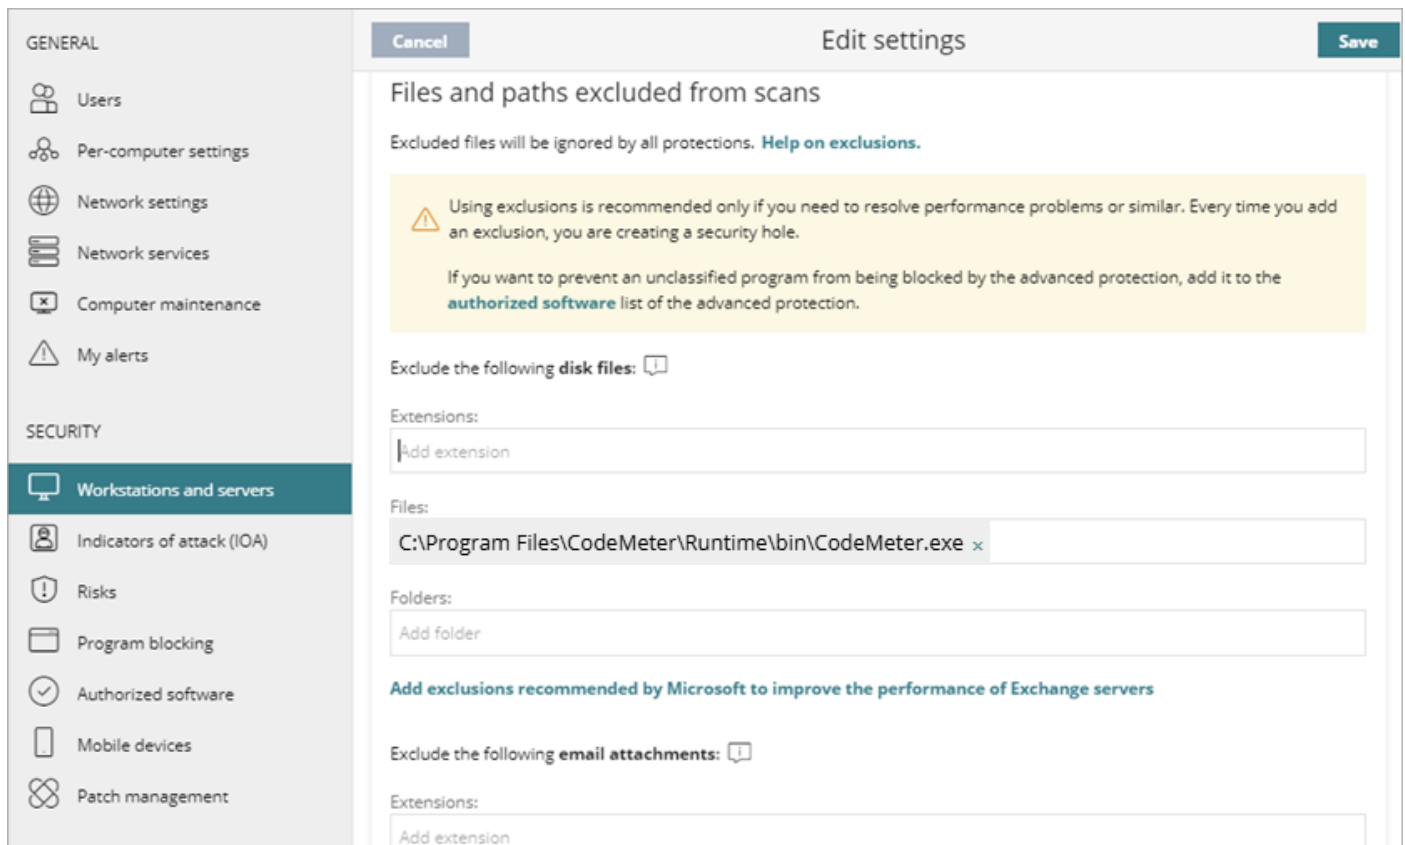 GENERAL
Users
Per-computer settings
Network settings
Network services
Computer maintenance
My alerts
SECURITY
Workstations and servers
Indicators of attack (IOA)
Risks
Program blocking
Authorized software
Mobile devices
Patch management
Cancel
Edit settings
Save
Files and paths excluded from scans
Excluded files will be ignored by all protections. Help on exclusions.
Using exclusions is recommended only if you need to resolve performance problems or similar. Every time you add
an exclusion, you are creating a security hole.
If you want to prevent an unclassified program from being blocked by the advanced protection, add it to the
authorized software list of the advanced protection.
Exclude the following disk files:
Extensions:
Add extension
Files:
C:\Program Files\CodeMeter\Runtime\bin\CodeMeter.exe ×
Folders:
Add folder
Add exclusions recommended by Microsoft to improve the performance of Exchange servers
Exclude the following email attachments:
Extensions:
Add extension